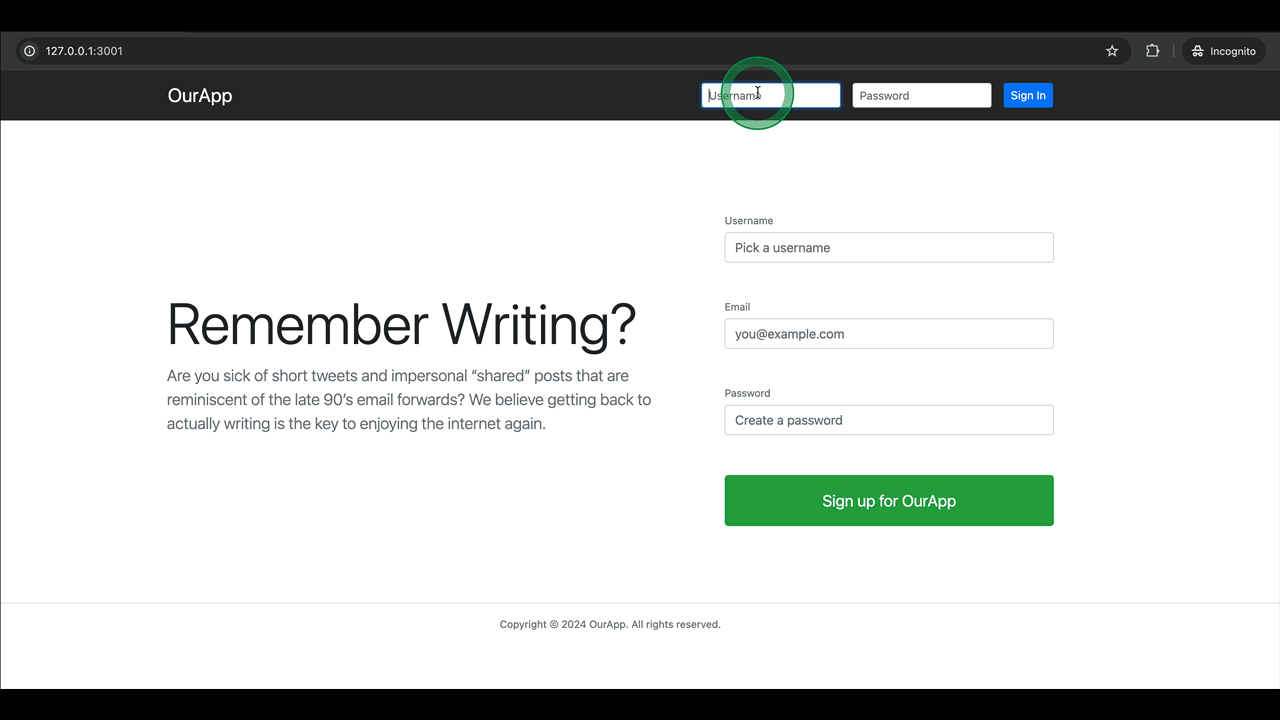 127.0.0.1:3001
Incognito
OurApp
Username
Password
Sign In
Username
Pick a username
Email
you@example.com
Password
Create a password
Sign up for OurApp
Remember Writing?
Are you sick of short tweets and impersonal “shared” posts that are
reminiscent of the late 90’s email forwards? We believe getting back to
actually writing is the key to enjoying the internet again.
Copyright © 2024 OurApp. All rights reserved.